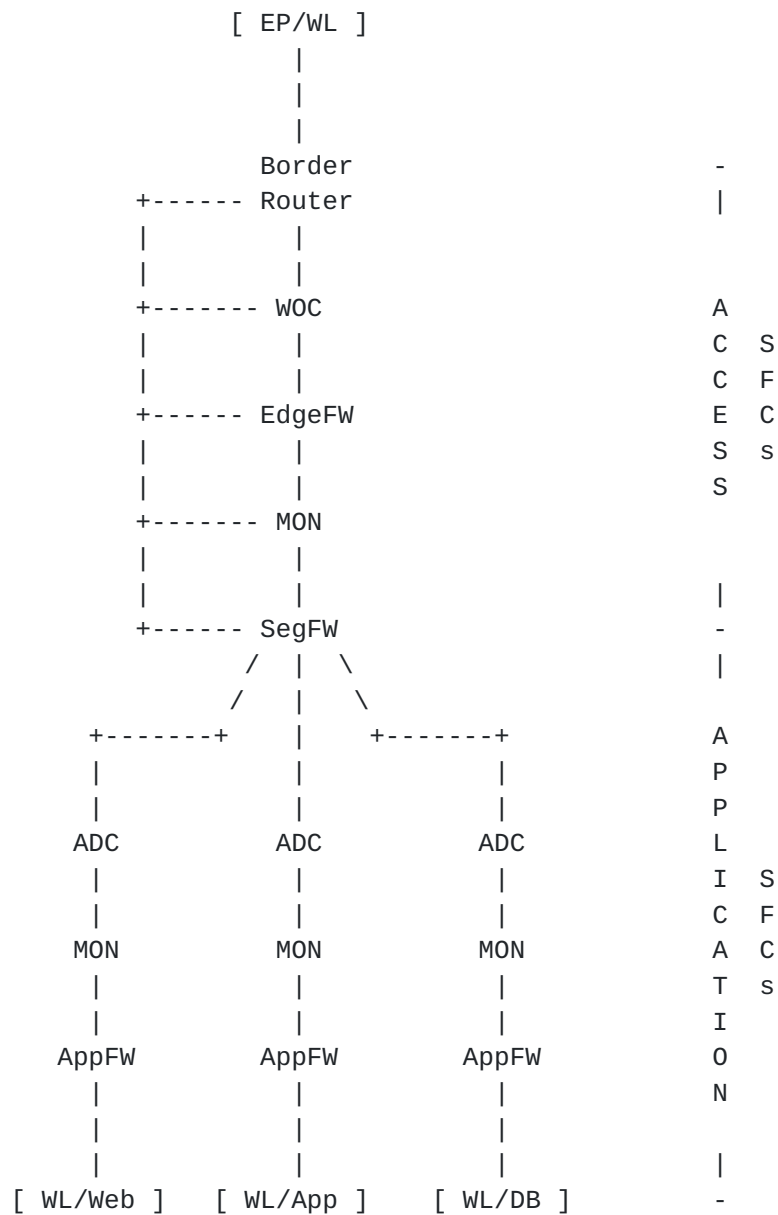 [ EP/WL ]
|
|
|
Border -
+------ Router |
| |
| |
+------- WOC A
| | C S
| | C F
+------ EdgeFW E C
| | S s
| | S
+------- MON
| |
| | |
+------ SegFW -
/ | \ |
/ | \
+-------+ | +-------+ A
| | | P
| | | P
ADC ADC ADC L
| | | I S
| | | C F
MON MON MON A C
| | | T s
| | | I
AppFW AppFW AppFW O
| | | N
| | |
| | | |
[ WL/Web ] [ WL/App ] [ WL/DB ] -